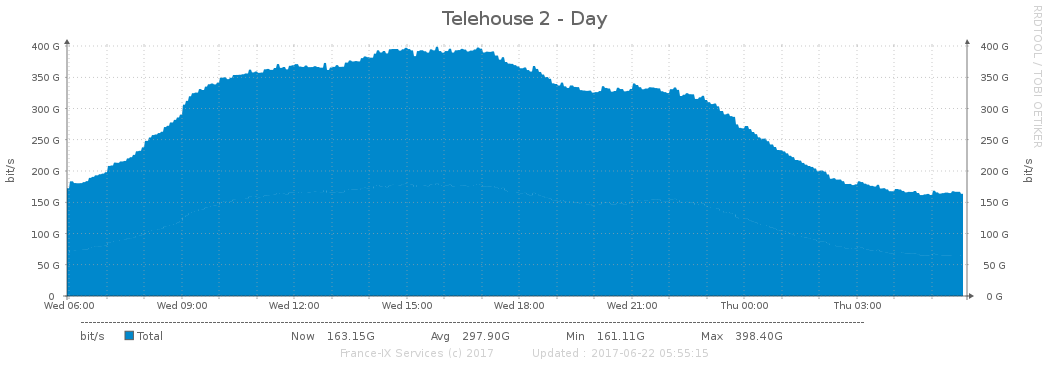 Telehouse 2 - Day
RRDTOOL / TOBI OETIKER
bit/s
400 G 400 G
350 G 350 G
300 G 300 G
250 G 250 G
200 G 200 G
150 G 150 G
100 G 100 G
50 G 50 G
0 0 G
bit/s
Wed 06:00 Wed 09:00 Wed 12:00 Wed 15:00 Wed 18:00 Wed 21:00 Thu 00:00 Thu 03:00
bit/s Total Now 163.15G Avg 297.90G Min 161.11G Max 398.40G
France-IX Services (c) 2017 Updated : 2017-06-22 05:55:15